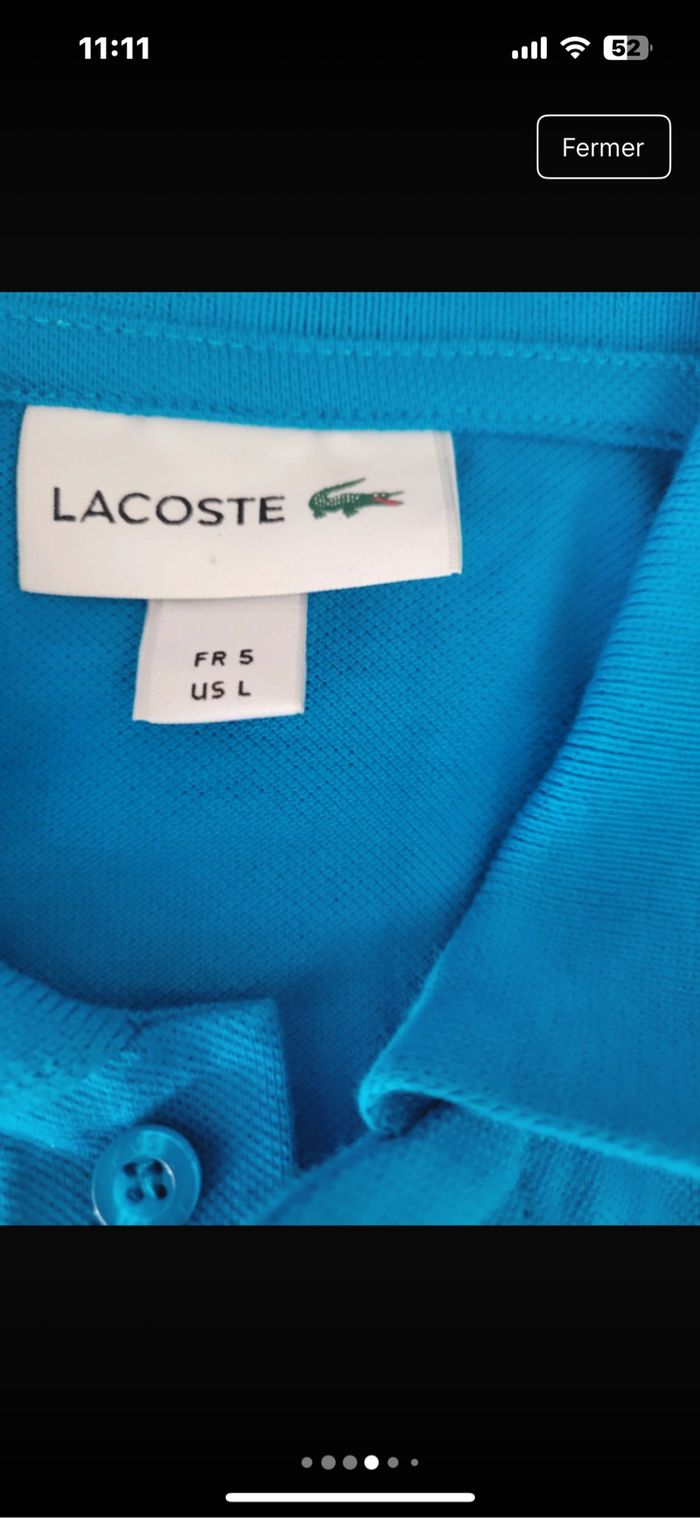 11:11
52
Fermer
LACOSTE
FR 5
US L